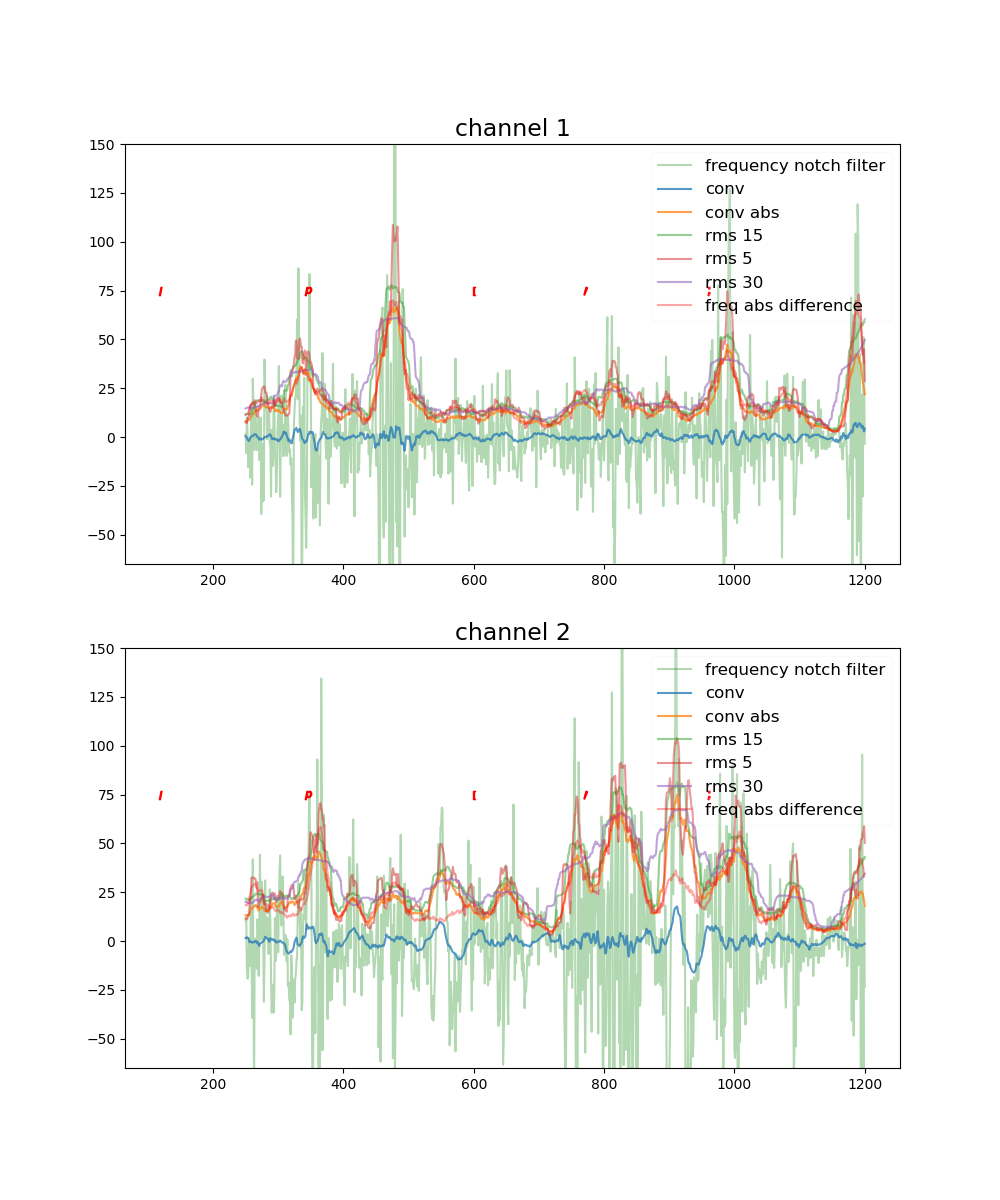 channel 1
150
125
100
75
50
25
0
−25
−50
l p [ ' ;
frequency notch filter
conv
conv abs
rms 15
rms 5
rms 30
freq abs difference
200 400 600 800 1000 1200
channel 2
150
125
100
75
50
25
0
−25
−50
l p [ ' ;
frequency notch filter
conv
conv abs
rms 15
rms 5
rms 30
freq abs difference
200 400 600 800 1000 1200